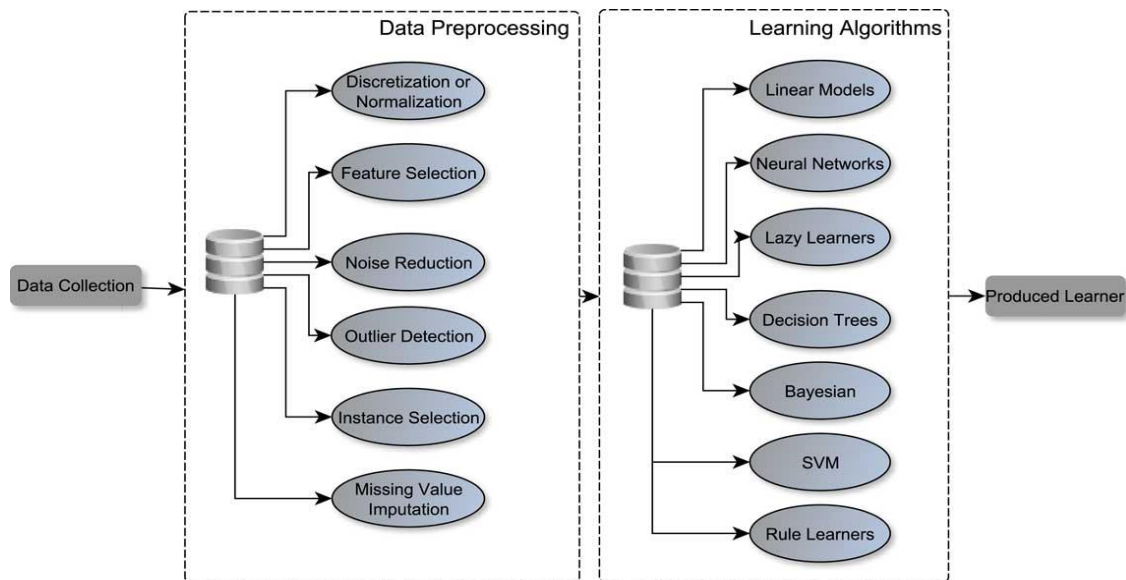 Data Preprocessing
Learning Algorithms
Data Collection
Discretization or
Normalization
Feature Selection
Noise Reduction
Outlier Detection
Instance Selection
Missing Value
Imputation
Linear Models
Neural Networks
Lazy Learners
Decision Trees
Bayesian
SVM
Rule Learners
Produced Learner